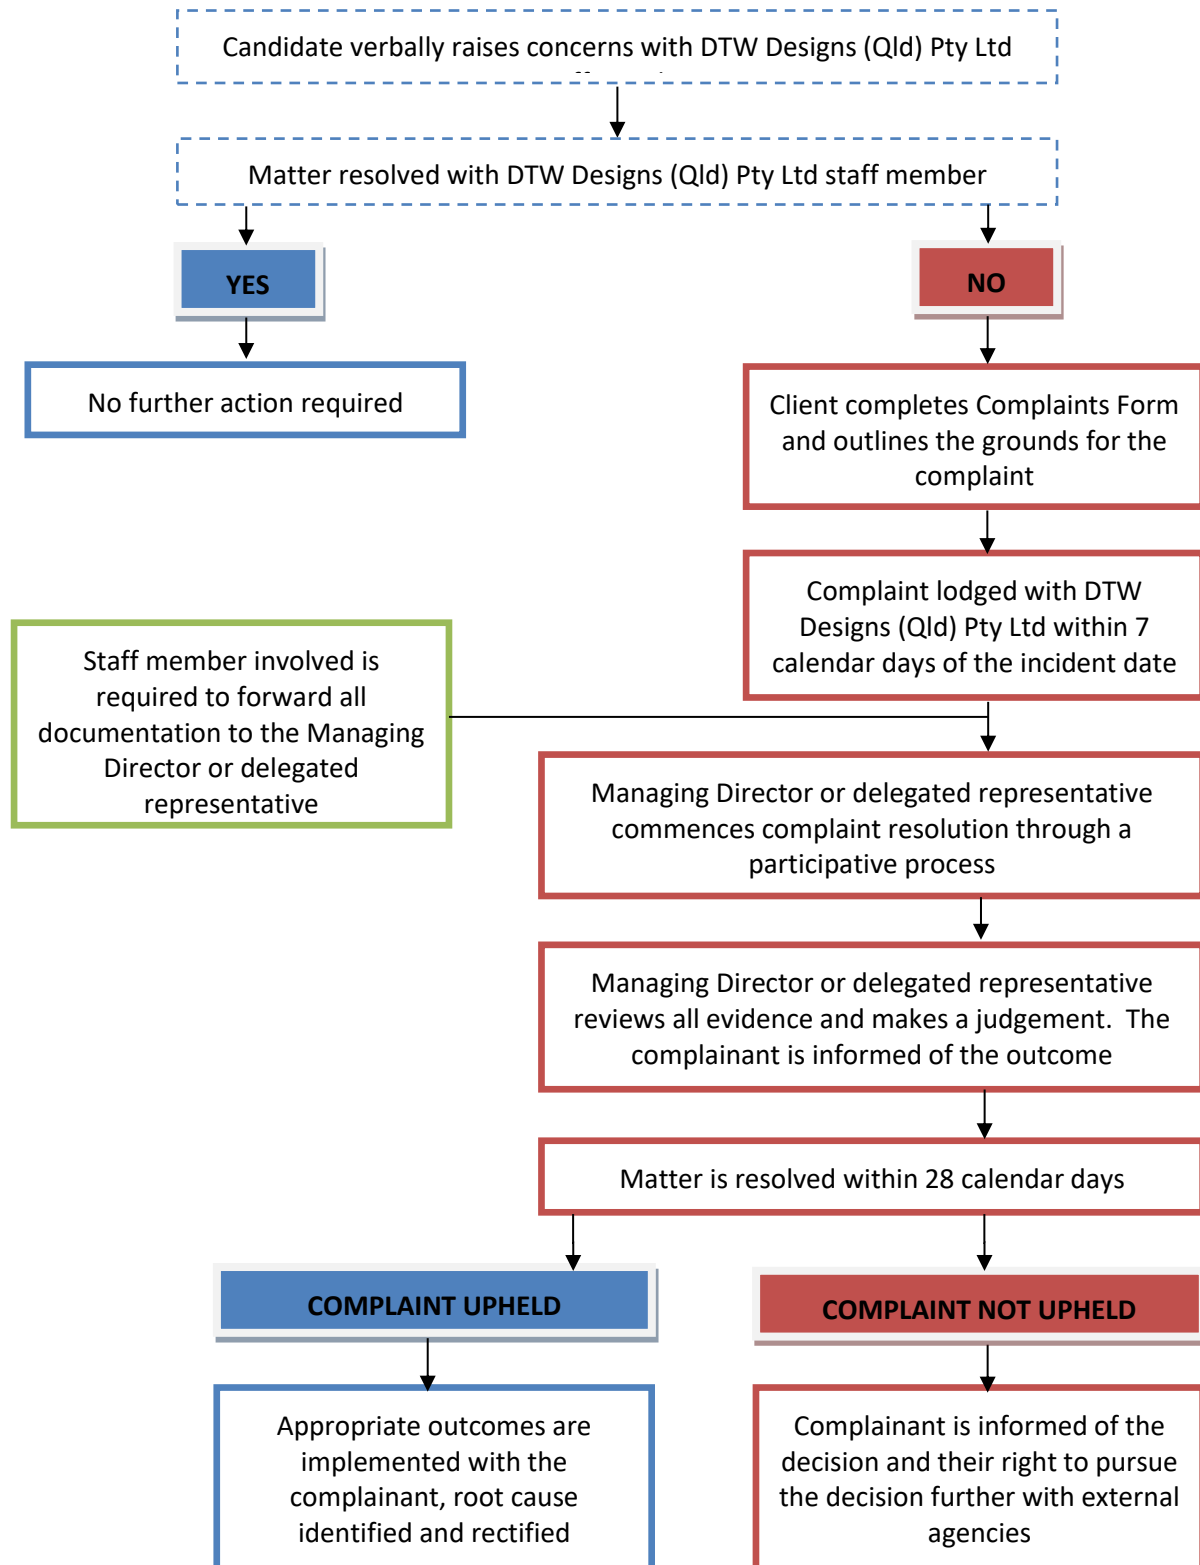 Candidate verbally raises concerns with DTW Designs (Qld) Pty Ltd
Matter resolved with DTW Designs (Qld) Pty Ltd staff member
YES
NO
No further action required
Client completes Complaints Form
and outlines the grounds for the
complaint
Complaint lodged with DTW
Designs (Qld) Pty Ltd within 7
calendar days of the incident date
Staff member involved is
required to forward all
documentation to the Managing
Director or delegated
representative
Managing Director or delegated representative
commences complaint resolution through a
participative process
Managing Director or delegated representative
reviews all evidence and makes a judgement.  The
complainant is informed of the outcome
Matter is resolved within 28 calendar days
COMPLAINT UPHELD
COMPLAINT NOT UPHELD
Appropriate outcomes are
implemented with the
complainant, root cause
identified and rectified
Complainant is informed of the
decision and their right to pursue
the decision further with external
agencies